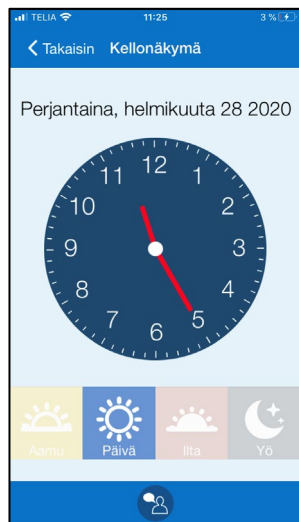 TELIA 11:25 3 %
Takaisin Kellonäkymä
Perjantaina, helmikuuta 28 2020
12
11 1
10 2
9 3
8 4
7 5
6
Aamu Päivä Ilta Yö